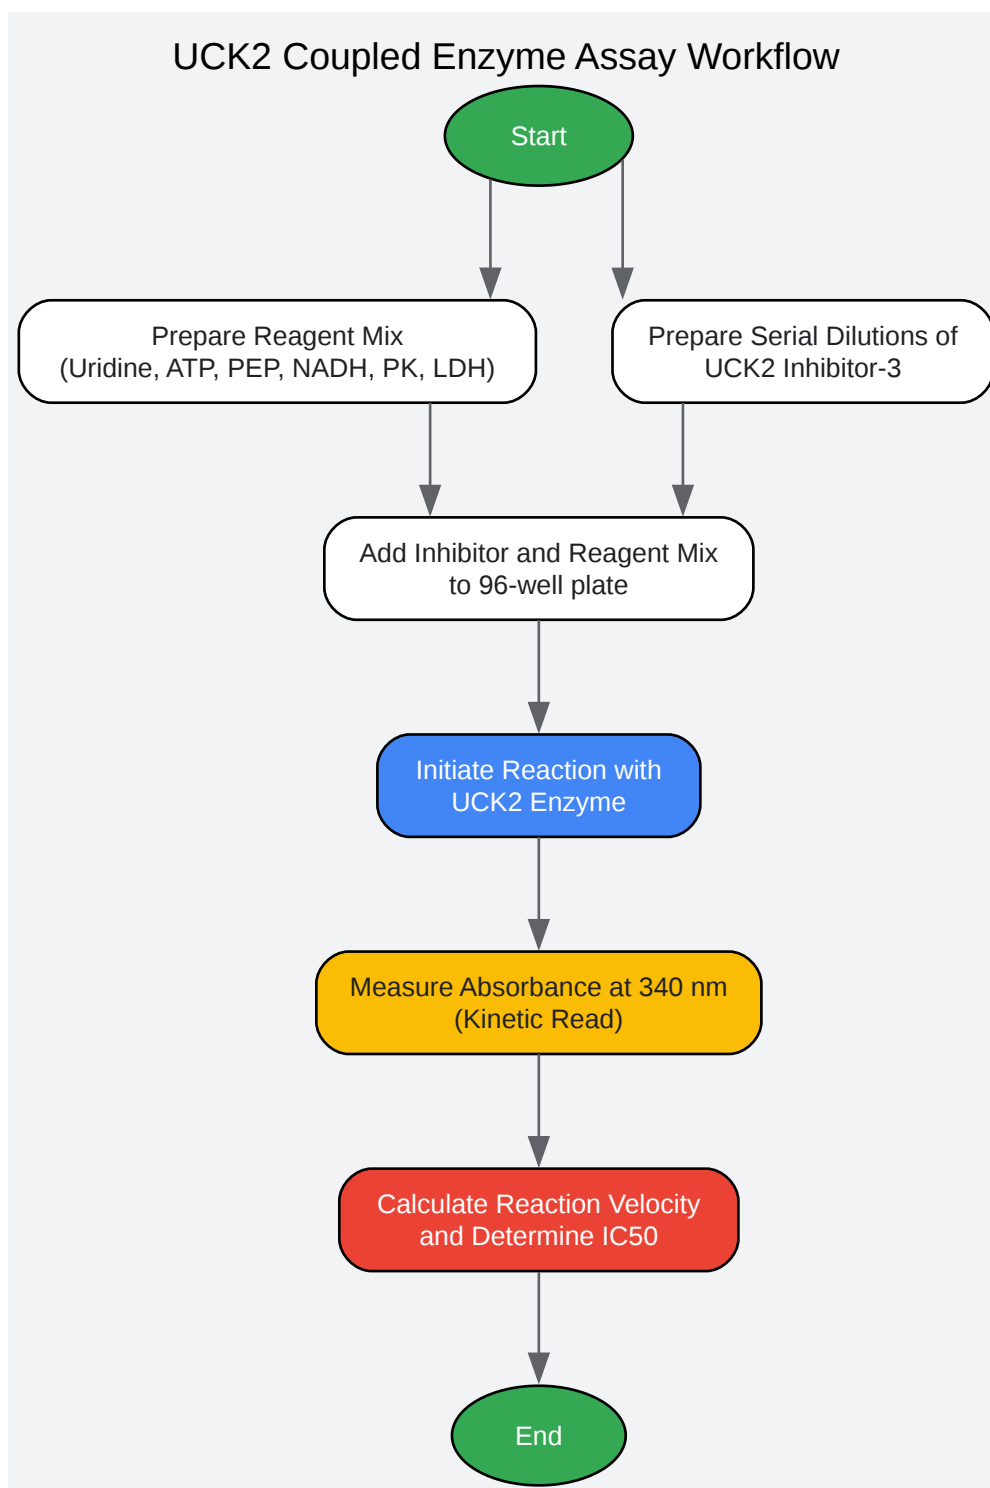 UCK2 Coupled Enzyme Assay Workflow
Start
Prepare Reagent Mix
(Uridine, ATP, PEP, NADH, PK, LDH)
Prepare Serial Dilutions of
UCK2 Inhibitor-3
Add Inhibitor and Reagent Mix
to 96-well plate
Initiate Reaction with
UCK2 Enzyme
Measure Absorbance at 340 nm
(Kinetic Read)
Calculate Reaction Velocity
and Determine IC50
End